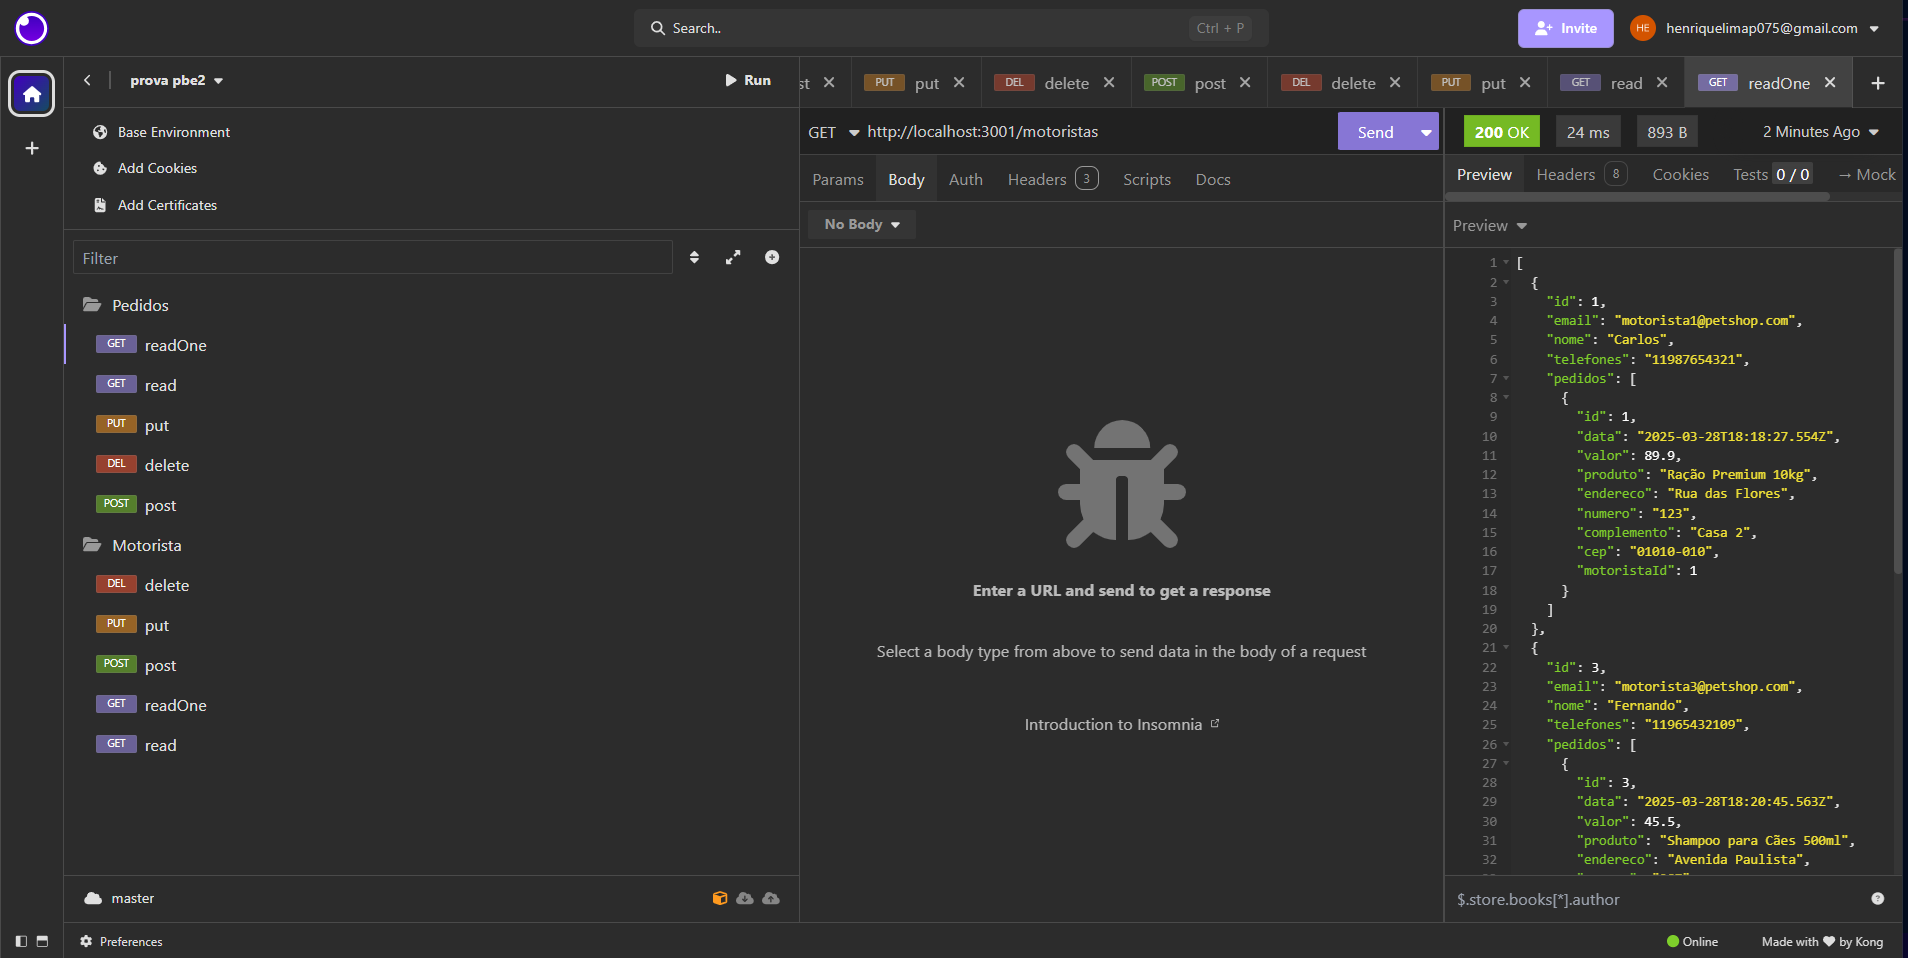 Search..
Ctrl + P
Invite
HE
henriquelimap075@gmail.com
prova pbe2
Run
st
PUT put
DEL delete
POST post
DEL delete
PUT put
GET read
GET readOne
Base Environment
Add Cookies
Add Certificates
Filter
Pedidos
GET readOne
GET read
PUT put
DEL delete
POST post
Motorista
DEL delete
PUT put
POST post
GET readOne
GET read
master
Preferences
GET http://localhost:3001/motoristas
Send
Params Body Auth Headers 3 Scripts Docs
No Body
Enter a URL and send to get a response
Select a body type from above to send data in the body of a request
Introduction to Insomnia
200 OK 24 ms 893 B 2 Minutes Ago
Preview Headers 8 Cookies Tests 0 / 0 → Mock
Preview
1 [
2 {
3 "id": 1,
4 "email": "motorista1@petshop.com",
5 "nome": "Carlos",
6 "telefones": "11987654321",
7 "pedidos": [
8 {
9 "id": 1,
10 "data": "2025-03-28T18:18:27.554Z",
11 "valor": 89.9,
12 "produto": "Ração Premium 10kg",
13 "endereco": "Rua das Flores",
14 "numero": "123",
15 "complemento": "Casa 2",
16 "cep": "01010-010",
17 "motoristaId": 1
18 }
19 ]
20 },
21 {
22 "id": 3,
23 "email": "motorista3@petshop.com",
24 "nome": "Fernando",
25 "telefones": "11965432109",
26 "pedidos": [
27 {
28 "id": 3,
29 "data": "2025-03-28T18:20:45.563Z",
30 "valor": 45.5,
31 "produto": "Shampoo para Cães 500ml",
32 "endereco": "Avenida Paulista",
$.store.books[*].author
Online
Made with ♥ by Kong